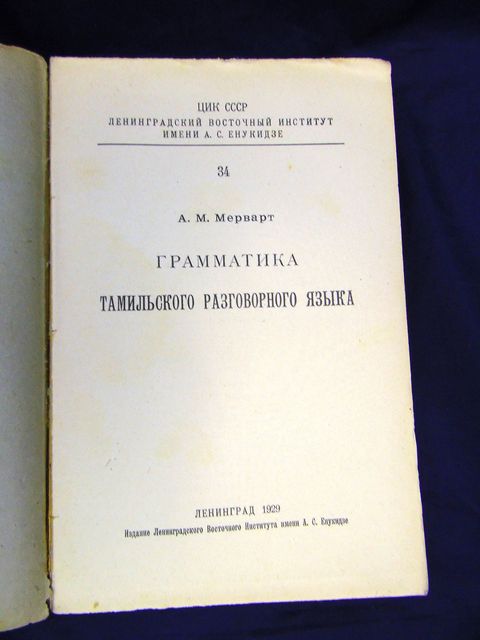 ЦИК СССР
ЛЕНИНГРАДСКИЙ ВОСТОЧНЫЙ ИНСТИТУТ
ИМЕНИ А. С. ЕНУКИДЗЕ
34
А. М. Мерварт
ГРАММАТИКА
ТАМИЛЬСКОГО РАЗГОВОРНОГО ЯЗЫКА
ЛЕНИНГРАД 1929
Издание Ленинградского Восточного Института имени А. С. Енукидзе